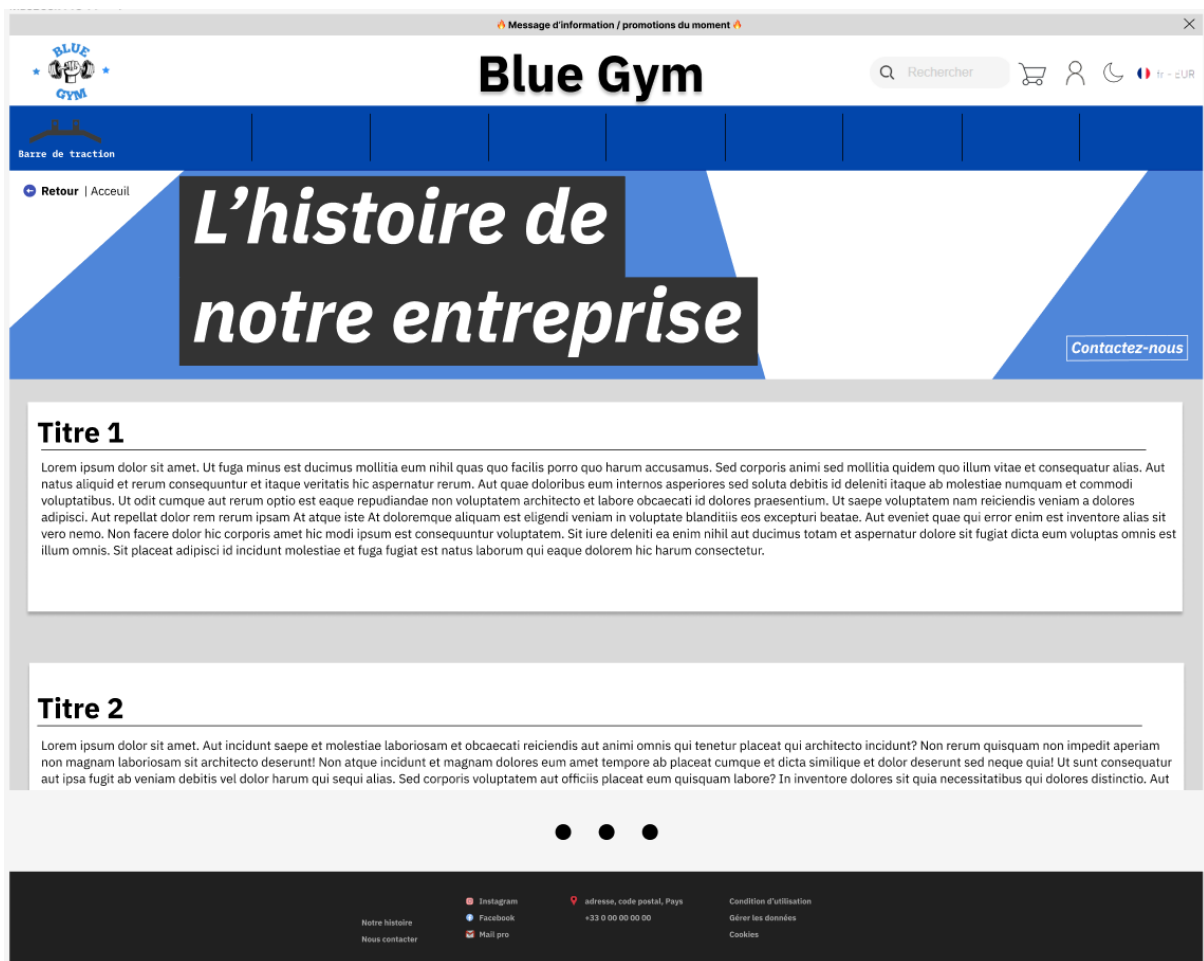 🔥 Message d'information / promotions du moment 🔥
BLUE
GYM
Blue Gym
Rechercher
fr - EUR
Barre de traction
Retour | Acceuil
L'histoire de
notre entreprise
Contactez-nous
Titre 1
Lorem ipsum dolor sit amet. Ut fuga minus est ducimus mollitia eum nihil quas quo facilis porro quo harum accusamus. Sed corporis animi sed mollitia quidem quo illum vitae et consequatur alias. Aut
natus aliquid et rerum consequuntur et itaque veritatis hic aspernatur rerum. Aut quae doloribus eum internos asperiores sed soluta debitis id deleniti itaque ab molestiae numquam et commodi
voluptatibus. Ut odit cumque aut rerum optio est eaque repudiandae non voluptatem architecto et labore obcaecati id dolores praesentium. Ut saepe voluptatem nam reiciendis veniam a dolores
adipisci. Aut repellat dolor rem rerum ipsam At atque iste At doloremque aliquam est eligendi veniam in voluptate blanditiis eos excepturi beatae. Aut eveniet quae qui error enim est inventore alias sit
vero nemo. Non facere dolor hic corporis amet hic modi ipsum est consequuntur voluptatem. Sit iure deleniti ea enim nihil aut ducimus totam et aspernatur dolore sit fugiat dicta eum voluptas omnis est
illum omnis. Sit placeat adipisci id incidunt molestiae et fuga fugiat est natus laborum qui eaque dolorem hic harum consectetur.
Titre 2
Lorem ipsum dolor sit amet. Aut incidunt saepe et molestiae laboriosam et obcaecati reiciendis aut animi omnis qui tenetur placeat qui architecto incidunt? Non rerum quisquam non impedit aperiam
non magnam laboriosam sit architecto deserunt! Non atque incidunt et magnam dolores eum amet tempore ab placeat cumque et dicta similique et dolor deserunt sed neque quia! Ut sunt consequatur
aut ipsa fugit ab veniam debitis vel dolor harum qui sequi alias. Sed corporis voluptatem aut officiis placeat eum quisquam labore? In inventore dolores sit quia necessitatibus qui dolores distinctio. Aut
Notre histoire
Nous contacter
Instagram
Facebook
Mail pro
adresse, code postal, Pays
+33 0 00 00 00 00
Condition d'utilisation
Gérer les données
Cookies